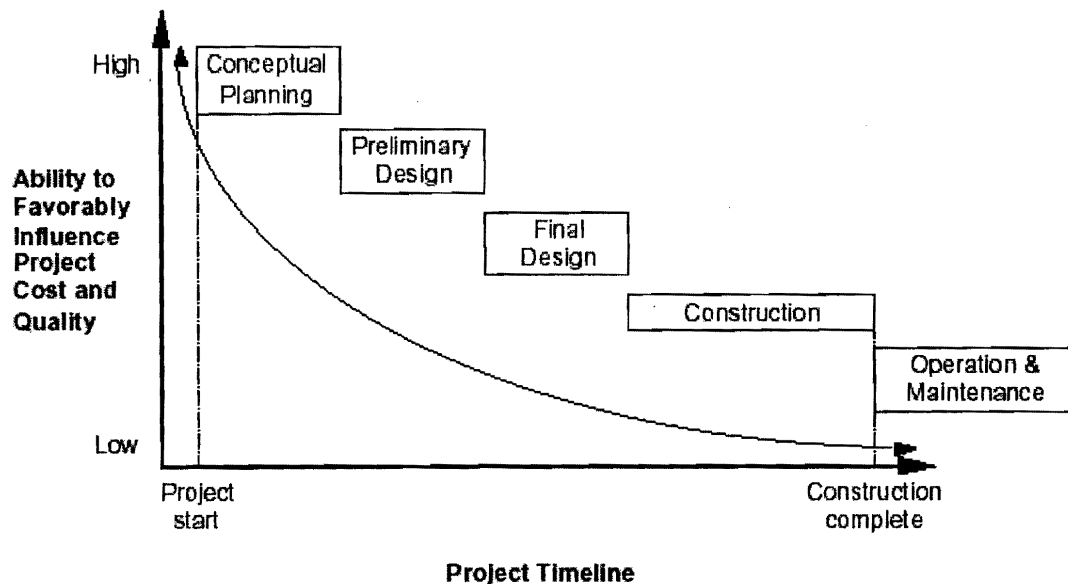 High
Conceptual
Planning
Preliminary
Design
Ability to
Favorably
Influence
Project
Cost and
Quality
Final
Design
Construction
Operation &
Maintenance
Low
Project
start
Construction
complete
Project Timeline